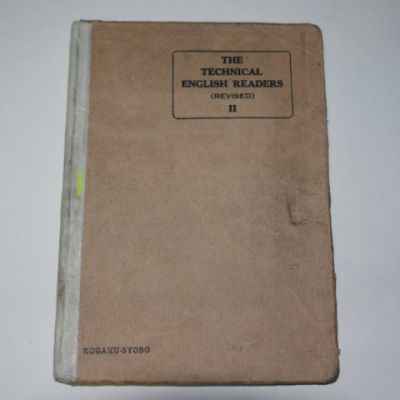 THE
TECHNICAL
ENGLISH READERS
(REVISED)
II
KOGAKU-SYOBO